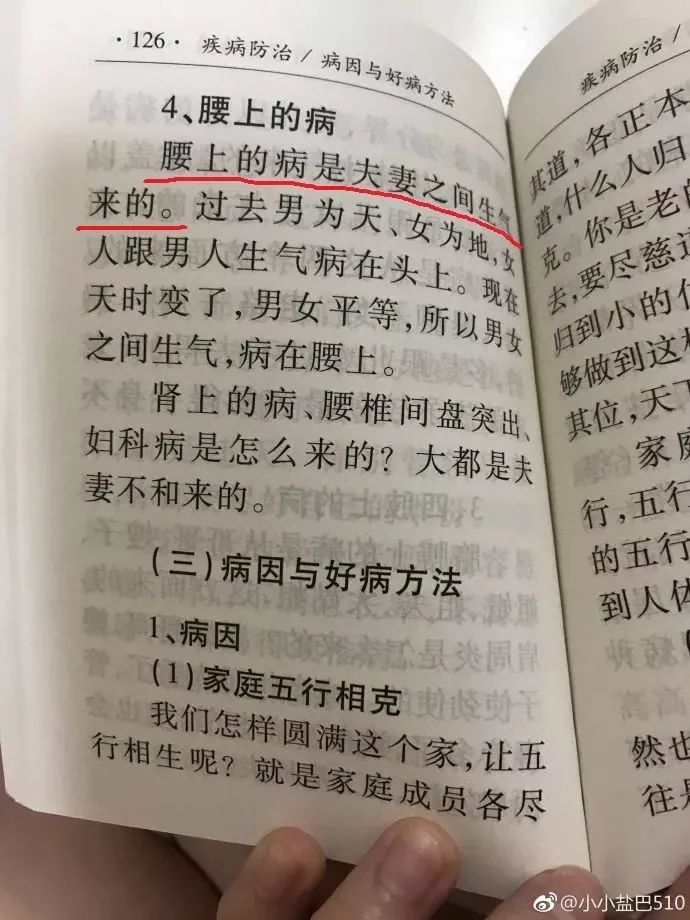 ·126· 疾病防治/病因与好病方法
4、腰上的病
腰上的病是夫妻之间生气
来的。过去男为天、女为地,女
人跟男人生气病在头上。现在
天时变了,男女平等,所以男女
之间生气,病在腰上。
肾上的病、腰椎间盘突出、
妇科病是怎么来的?大都是夫
妻不和来的。
(三)病因与好病方法
1、病因
(1)家庭五行相克
我们怎样圆满这个家,让五
行相生呢?就是家庭成员各尽
疾病防治/
其道,各正本
道,什么人归
克。你是老的
去,要尽慈道
归到小的位
够做到这样
其位,天下
家庭
行,五行
的五行
到人体
然也
往是
@小小盐巴510